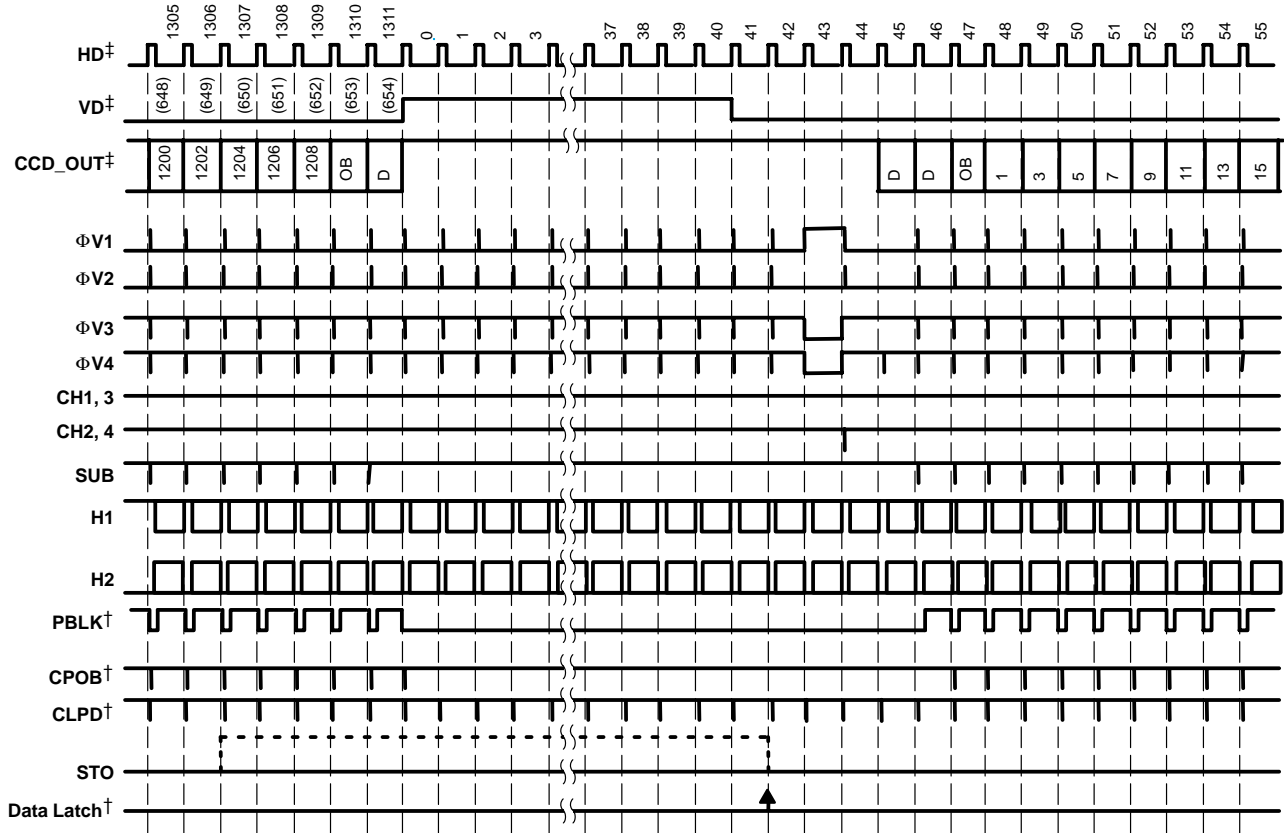 1305 1306 1307 1308 1309 1310 1311 0 1 2 3 37 38 39 40 41 42 43 44 45 46 47 48 49 50 51 52 53 54 55
HD‡
(648) (649) (650) (651) (652) (653) (654)
VD‡
CCD_OUT‡ 1200 1202 1204 1206 1208 OB D D D OB 1 3 5 7 9 11 13 15
ΦV1
ΦV2
ΦV3
ΦV4
CH1, 3
CH2, 4
SUB
H1
H2
PBLK†
CPOB†
CLPD†
STO
Data Latch†